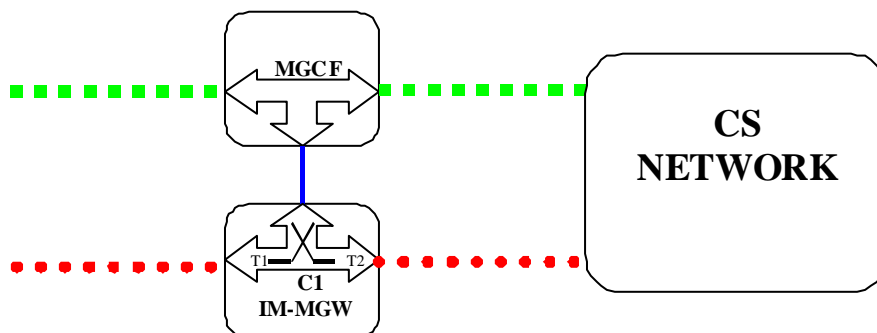 MGCF
CS
NETWORK
T1 T2
C1
IM-MGW